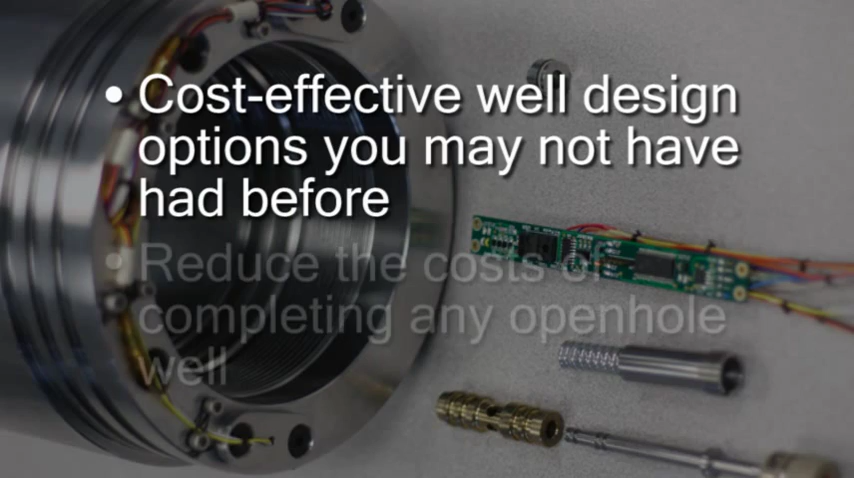 • Cost-effective well design
options you may not have
had before
• Reduce the costs of
completing any openhole
well